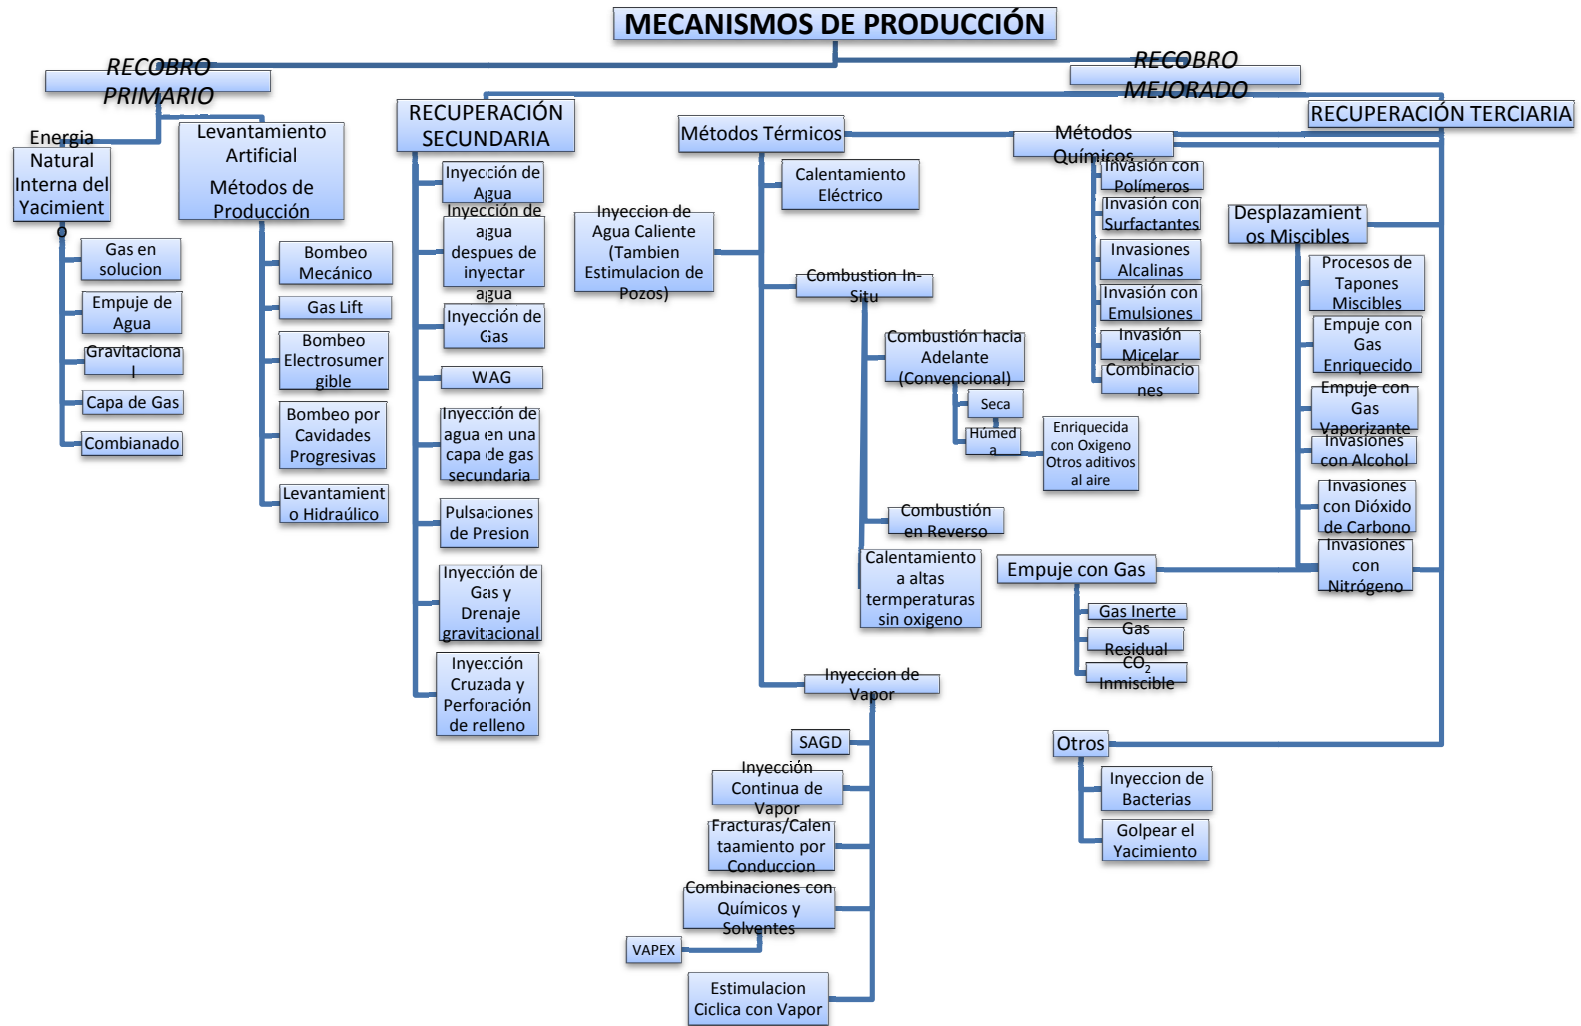 MECANISMOS DE PRODUCCIÓN
RECOBRO
PRIMARIO
RECOBRO
MEJORADO
Energia
Natural
Interna del
Yacimient
o
Gas en
solucion
Empuje de
Agua
Gravitaciona
l
Capa de Gas
Combianado
Levantamiento
Artificial
Métodos de
Producción
Bombeo
Mecánico
Gas Lift
Bombeo
Electrosumer
gible
Bombeo por
Cavidades
Progresivas
Levantamient
o Hidraúlico
RECUPERACIÓN
SECUNDARIA
Inyección de
Agua
Inyección de
agua
despues de
inyectar
agua
Inyección de
Gas
WAG
Inyección de
agua en una
capa de gas
secundaria
Pulsaciones
de Presion
Inyección de
Gas y
Drenaje
gravitacional
Inyección
Cruzada y
Perforación
de relleno
RECUPERACIÓN TERCIARIA
Métodos Térmicos
Calentamiento
Eléctrico
Inyeccion de
Agua Caliente
(Tambien
Estimulacion de
Pozos)
Combustion In-
Situ
Combustión hacia
Adelante
(Convencional)
Seca
Húmed
a
Enriquecida
con Oxigeno
Otros aditivos
al aire
Combustión
en Reverso
Calentamiento
a altas
termperaturas
sin oxigeno
Inyeccion de
Vapor
SAGD
Inyección
Continua de
Vapor
Fracturas/Calen
taamiento por
Conduccion
Combinaciones con
Químicos y
Solventes
VAPEX
Estimulacion
Ciclica con Vapor
Métodos
Químicos
Invasión con
Polímeros
Invasión con
Surfactantes
Invasiones
Alcalinas
Invasión con
Emulsiones
Invasión
Micelar
Combinacio
nes
Desplazamient
os Miscibles
Procesos de
Tapones
Miscibles
Empuje con
Gas
Enriquecido
Empuje con
Gas
Vaporizante
Invasiones
con Alcohol
Invasiones
con Dióxido
de Carbono
Invasiones
con
Nitrógeno
Empuje con Gas
Gas Inerte
Gas
Residual
CO2
Inmiscible
Otros
Inyeccion de
Bacterias
Golpear el
Yacimiento